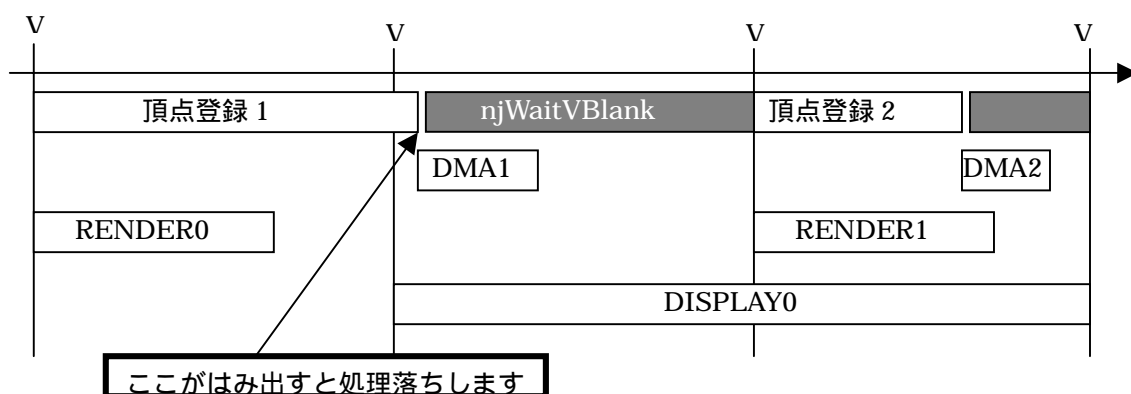 V V V V
頂点登録 1 njWaitVBlank 頂点登録 2
DMA1 DMA2
RENDER0 RENDER1
DISPLAY0
ここがはみ出すと処理落ちします